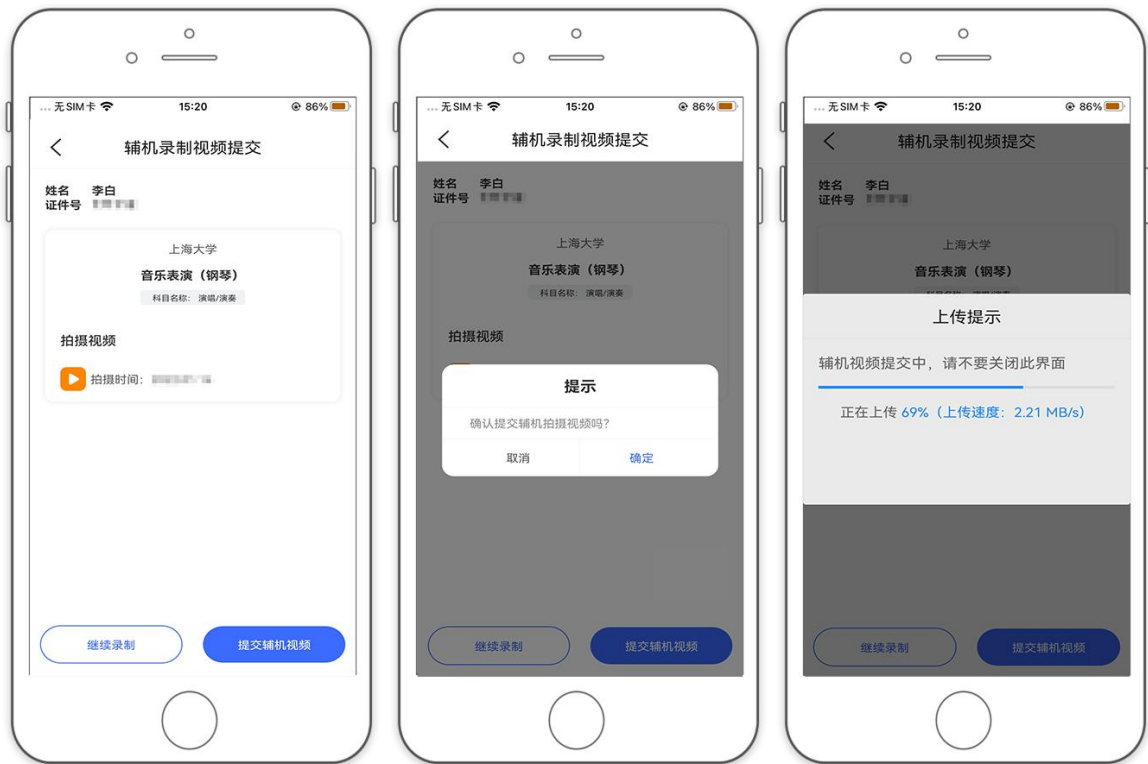 无SIM卡 15:20 86%
辅机录制视频提交
姓名 李白
证件号
上海大学
音乐表演（钢琴）
科目名称： 演唱/演奏
拍摄视频
拍摄时间：
继续录制 提交辅机视频
无SIM卡 15:20 86%
辅机录制视频提交
姓名 李白
证件号
上海大学
音乐表演（钢琴）
科目名称： 演唱/演奏
拍摄视频
提示
确认提交辅机拍摄视频吗?
取消 确定
继续录制 提交辅机视频
无SIM卡 15:20 86%
辅机录制视频提交
姓名 李白
证件号
上海大学
音乐表演（钢琴）
上传提示
辅机视频提交中，请不要关闭此界面
正在上传 69%（上传速度：2.21 MB/s）
继续录制 提交辅机视频